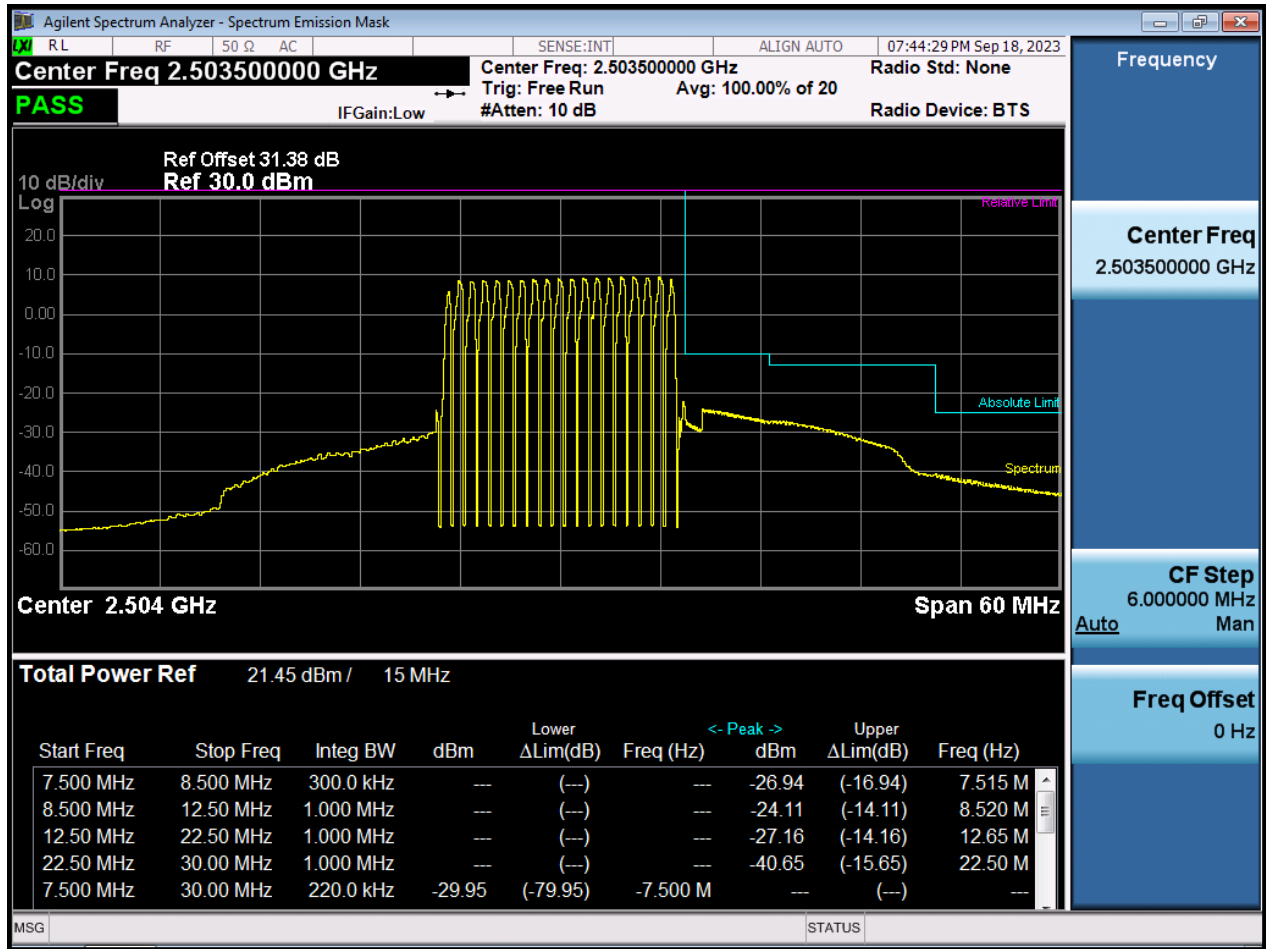 Agilent Spectrum Analyzer - Spectrum Emission Mask
LXI RL RF 50 Ω AC SENSE:INT ALIGN AUTO 07:44:29 PM Sep 18, 2023
Center Freq 2.503500000 GHz
Center Freq: 2.503500000 GHz
Radio Std: None
PASS
Trig: Free Run Avg: 100.00% of 20
IFGain:Low
#Atten: 10 dB
Radio Device: BTS
Ref Offset 31.38 dB
10 dB/div Ref 30.0 dBm
Log
Relative Limit
20.0
10.0
0.00
-10.0
-20.0
Absolute Limit
-30.0
-40.0
Spectrum
-50.0
-60.0
Center 2.504 GHz Span 60 MHz
Total Power Ref 21.45 dBm / 15 MHz
Lower <- Peak -> Upper
Start Freq Stop Freq Integ BW dBm ΔLim(dB) Freq (Hz) dBm ΔLim(dB) Freq (Hz)
7.500 MHz 8.500 MHz 300.0 kHz --- (---) --- -26.94 (-16.94) 7.515 M
8.500 MHz 12.50 MHz 1.000 MHz --- (---) --- -24.11 (-14.11) 8.520 M
12.50 MHz 22.50 MHz 1.000 MHz --- (---) --- -27.16 (-14.16) 12.65 M
22.50 MHz 30.00 MHz 1.000 MHz --- (---) --- -40.65 (-15.65) 22.50 M
7.500 MHz 30.00 MHz 220.0 kHz -29.95 (-79.95) -7.500 M --- (---) ---
MSG STATUS
Frequency
Center Freq
2.503500000 GHz
CF Step
6.000000 MHz
Auto Man
Freq Offset
0 Hz